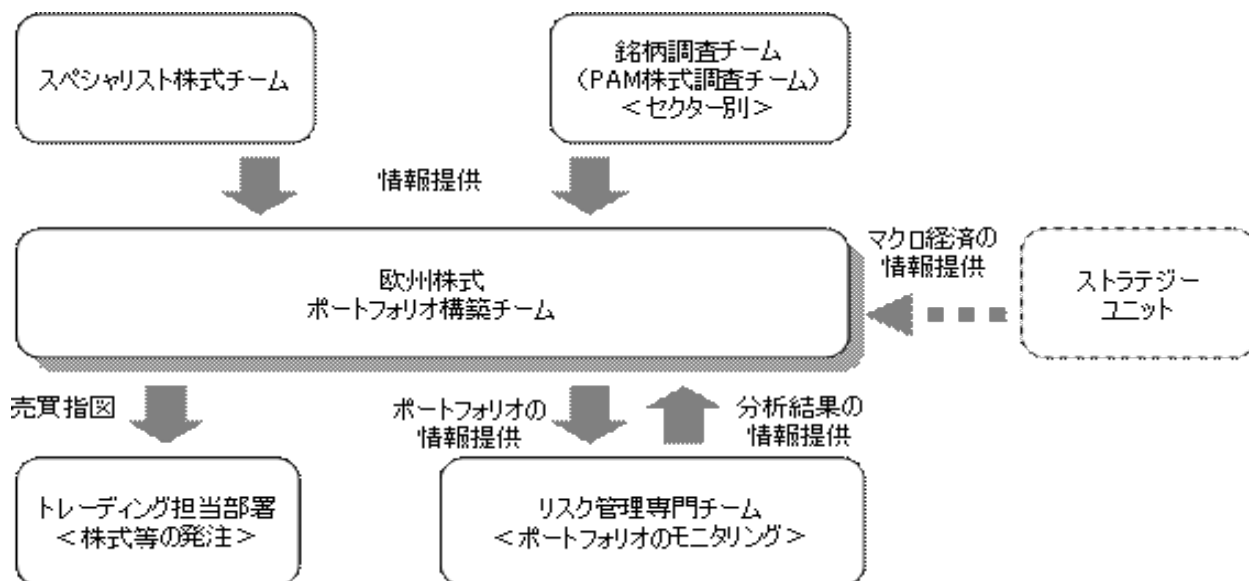 スペシャリスト株式チーム
銘柄調査チーム
(PAM株式調査チーム)
<セクター別>
情報提供
マクロ経済の
情報提供
欧州株式
ポートフォリオ構築チーム
ストラテジー
ユニット
売買指図
ポートフォリオの
情報提供
分析結果の
情報提供
トレーディング担当部署
<株式等の発注>
リスク管理専門チーム
<ポートフォリオのモニタリング>